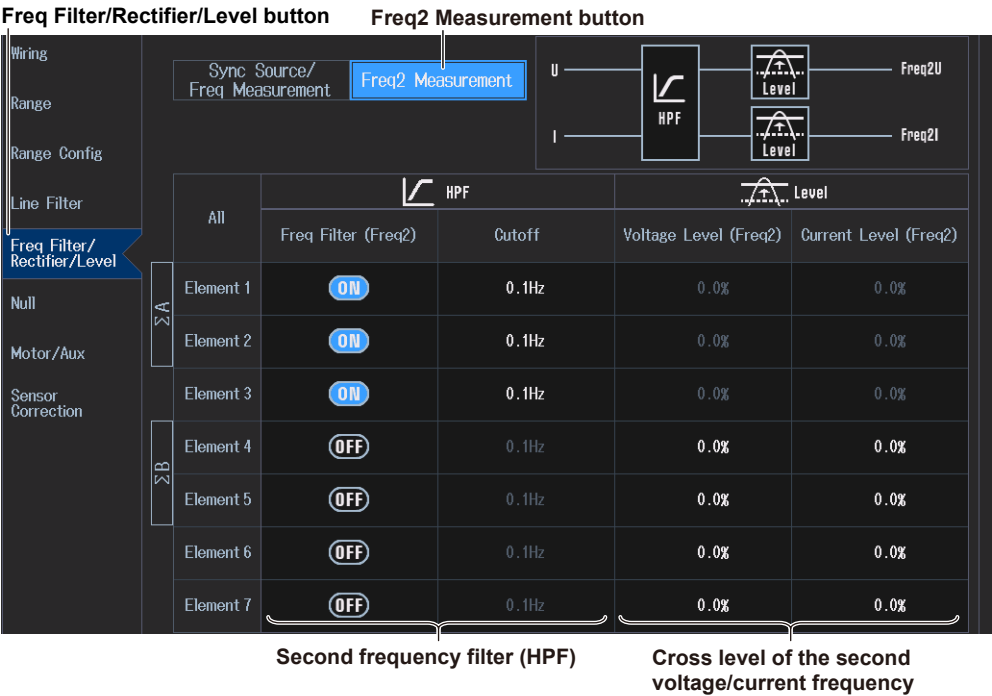 Freq Filter/Rectifier/Level button
Freq2 Measurement button
Wiring
Range
Range Config
Line Filter
Freq Filter/
Rectifier/Level
Null
Motor/Aux
Sensor
Correction
Sync Source/
Freq Measurement
Freq2 Measurement
U
I
HPF
Level
Level
Freq2U
Freq2I
All
HPF
Level
Freq Filter (Freq2)
Cutoff
Voltage Level (Freq2)
Current Level (Freq2)
ΣA
Element 1 ON 0.1Hz 0.0% 0.0%
Element 2 ON 0.1Hz 0.0% 0.0%
Element 3 ON 0.1Hz 0.0% 0.0%
ΣB
Element 4 OFF 0.1Hz 0.0% 0.0%
Element 5 OFF 0.1Hz 0.0% 0.0%
Element 6 OFF 0.1Hz 0.0% 0.0%
Element 7 OFF 0.1Hz 0.0% 0.0%
Second frequency filter (HPF)
Cross level of the second
voltage/current frequency